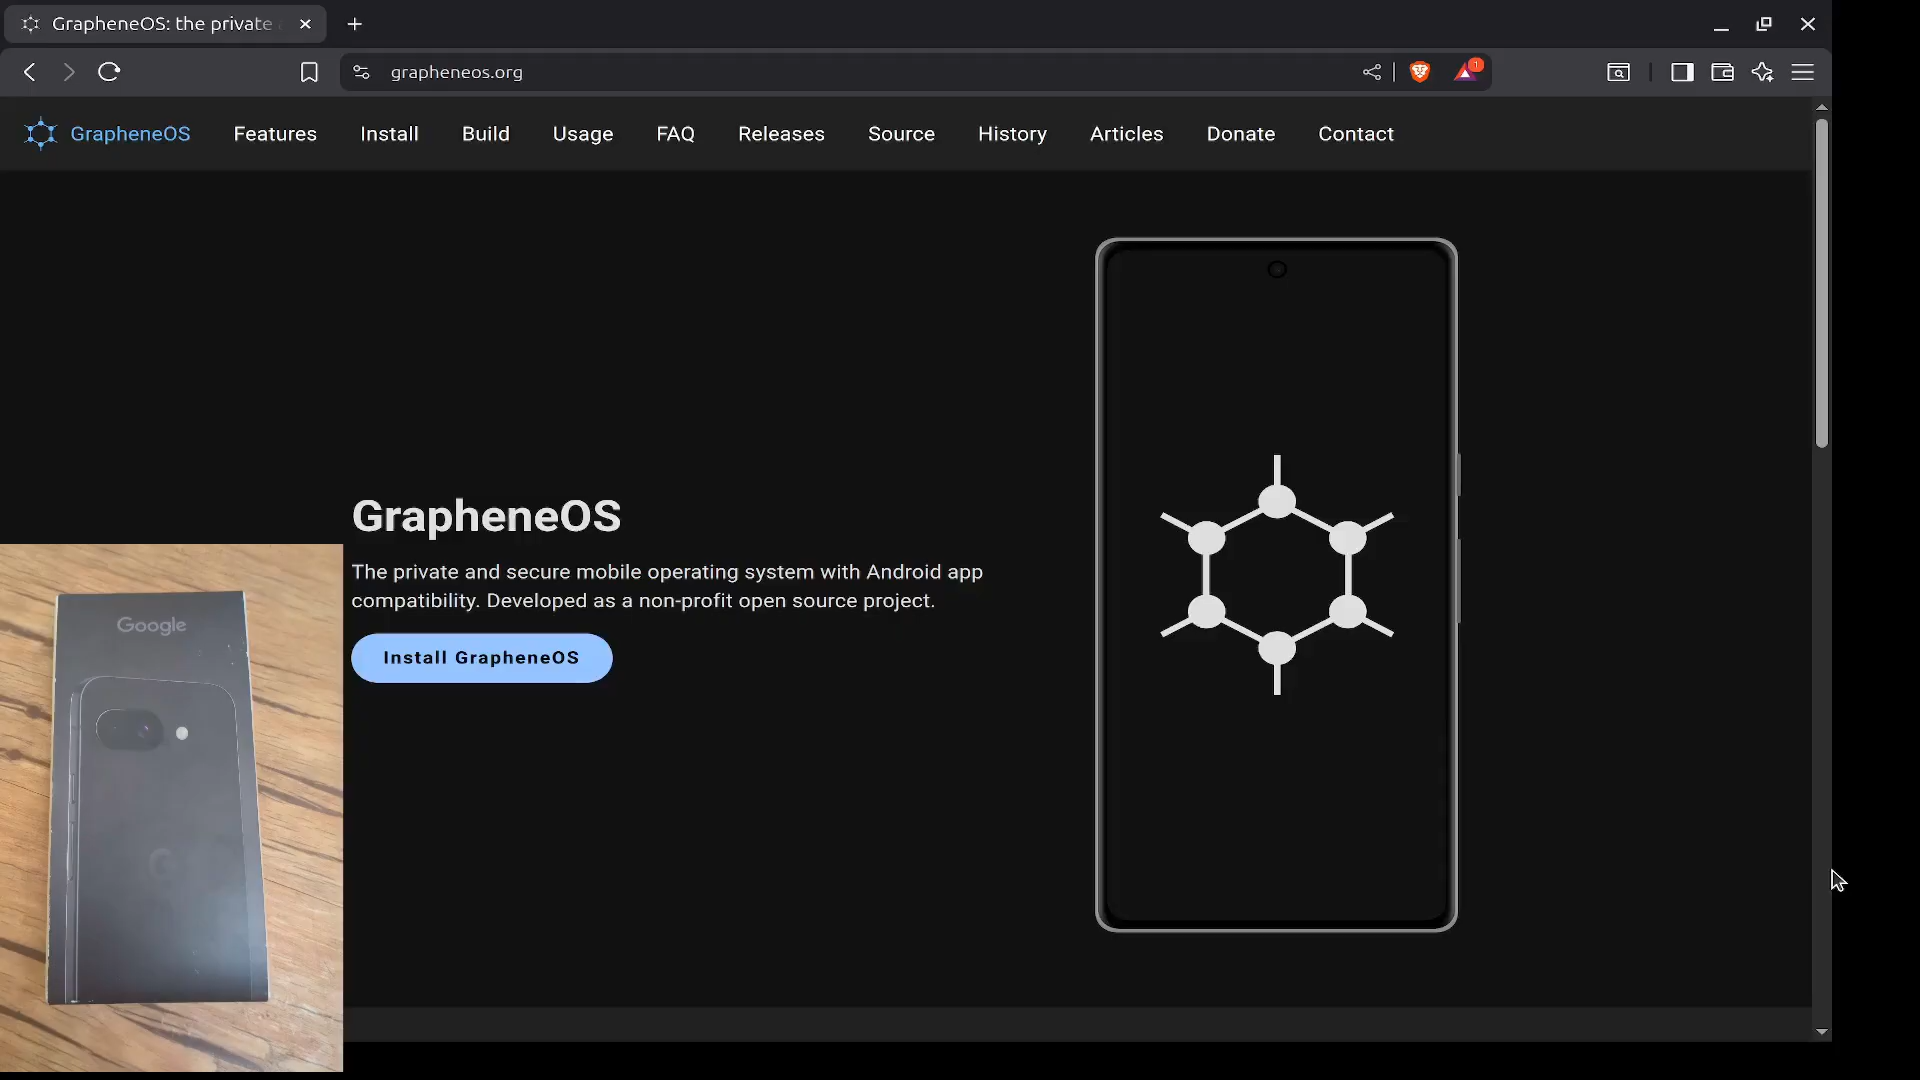 GrapheneOS: the private
grapheneos.org
1
GrapheneOS Features Install Build Usage FAQ Releases Source History Articles Donate Contact
GrapheneOS
The private and secure mobile operating system with Android app
compatibility. Developed as a non-profit open source project.
Install GrapheneOS
Google
G